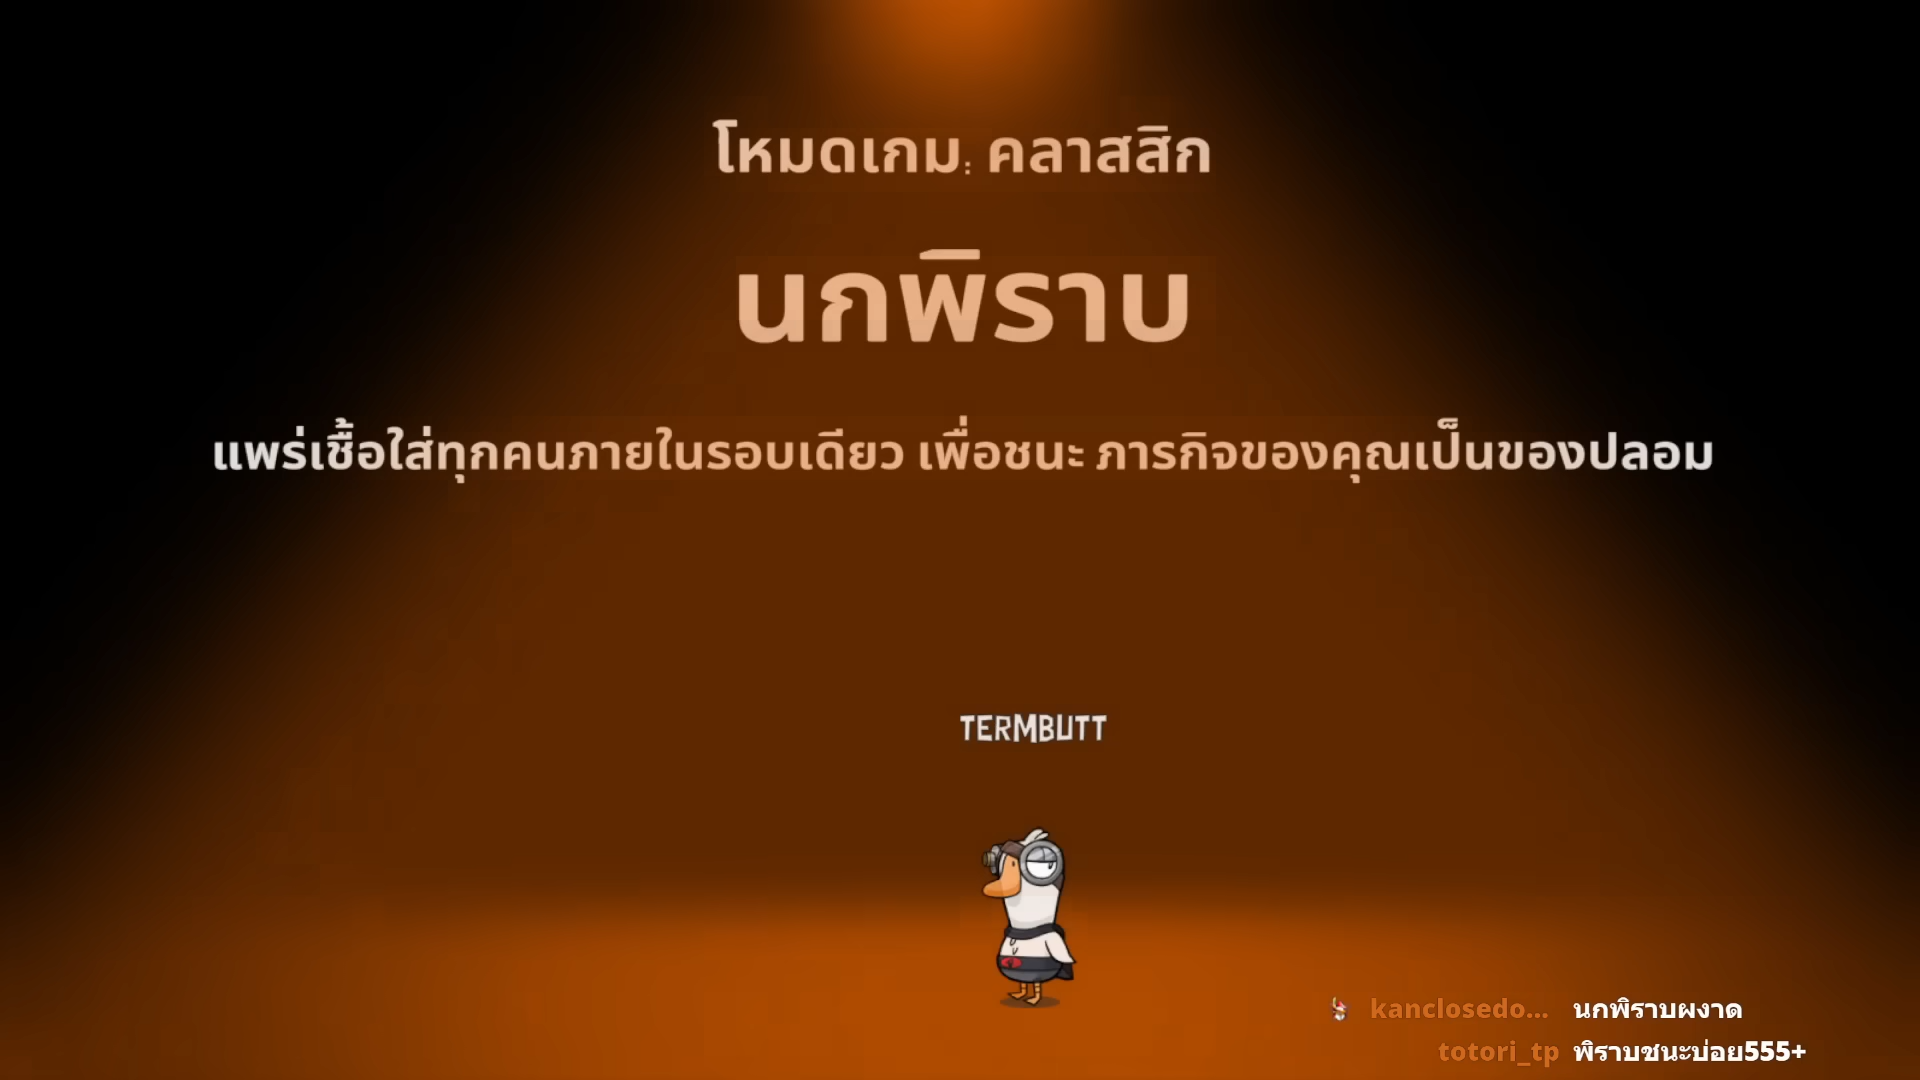 โหมดเกม: คลาสสิก
นกพิราบ
แพร่เชื้อใส่ทุกคนภายในรอบเดียว เพื่อชนะ ภารกิจของคุณเป็นของปลอม
TERMBUTT
kanclosedo... นกพิราบผงาด
totori_tp พิราบชนะบ่อย555+